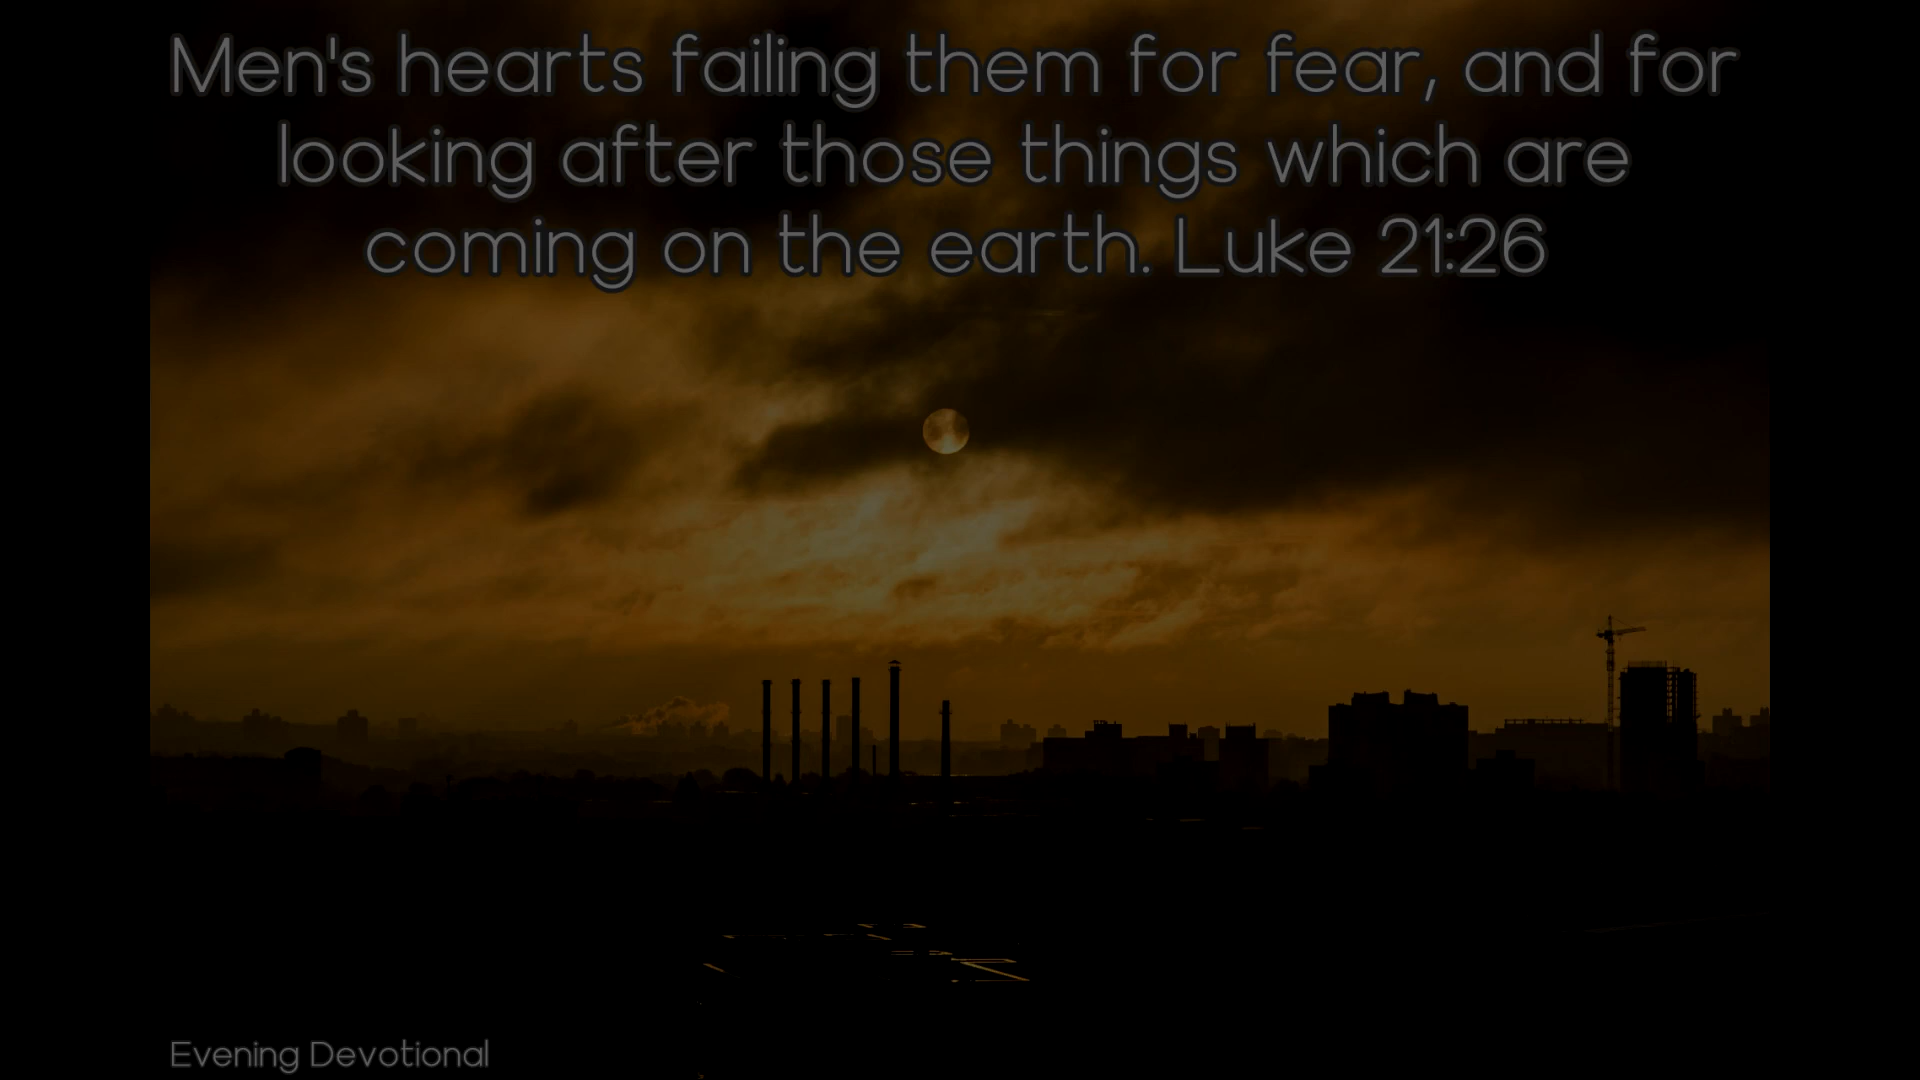 Men's hearts failing them for fear, and for
looking after those things which are
coming on the earth. Luke 21:26
Evening Devotional